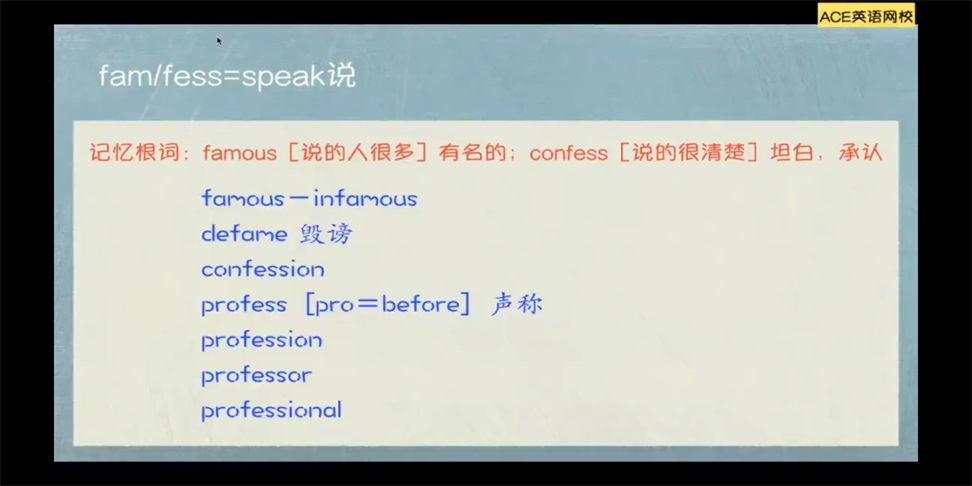 ACE英语网校
fam/fess=speak说
记忆根词：famous［说的人很多］有名的；confess［说的很清楚］坦白，承认
famous－infamous
defame 毁谤
confession
profess［pro＝before］声称
profession
professor
professional